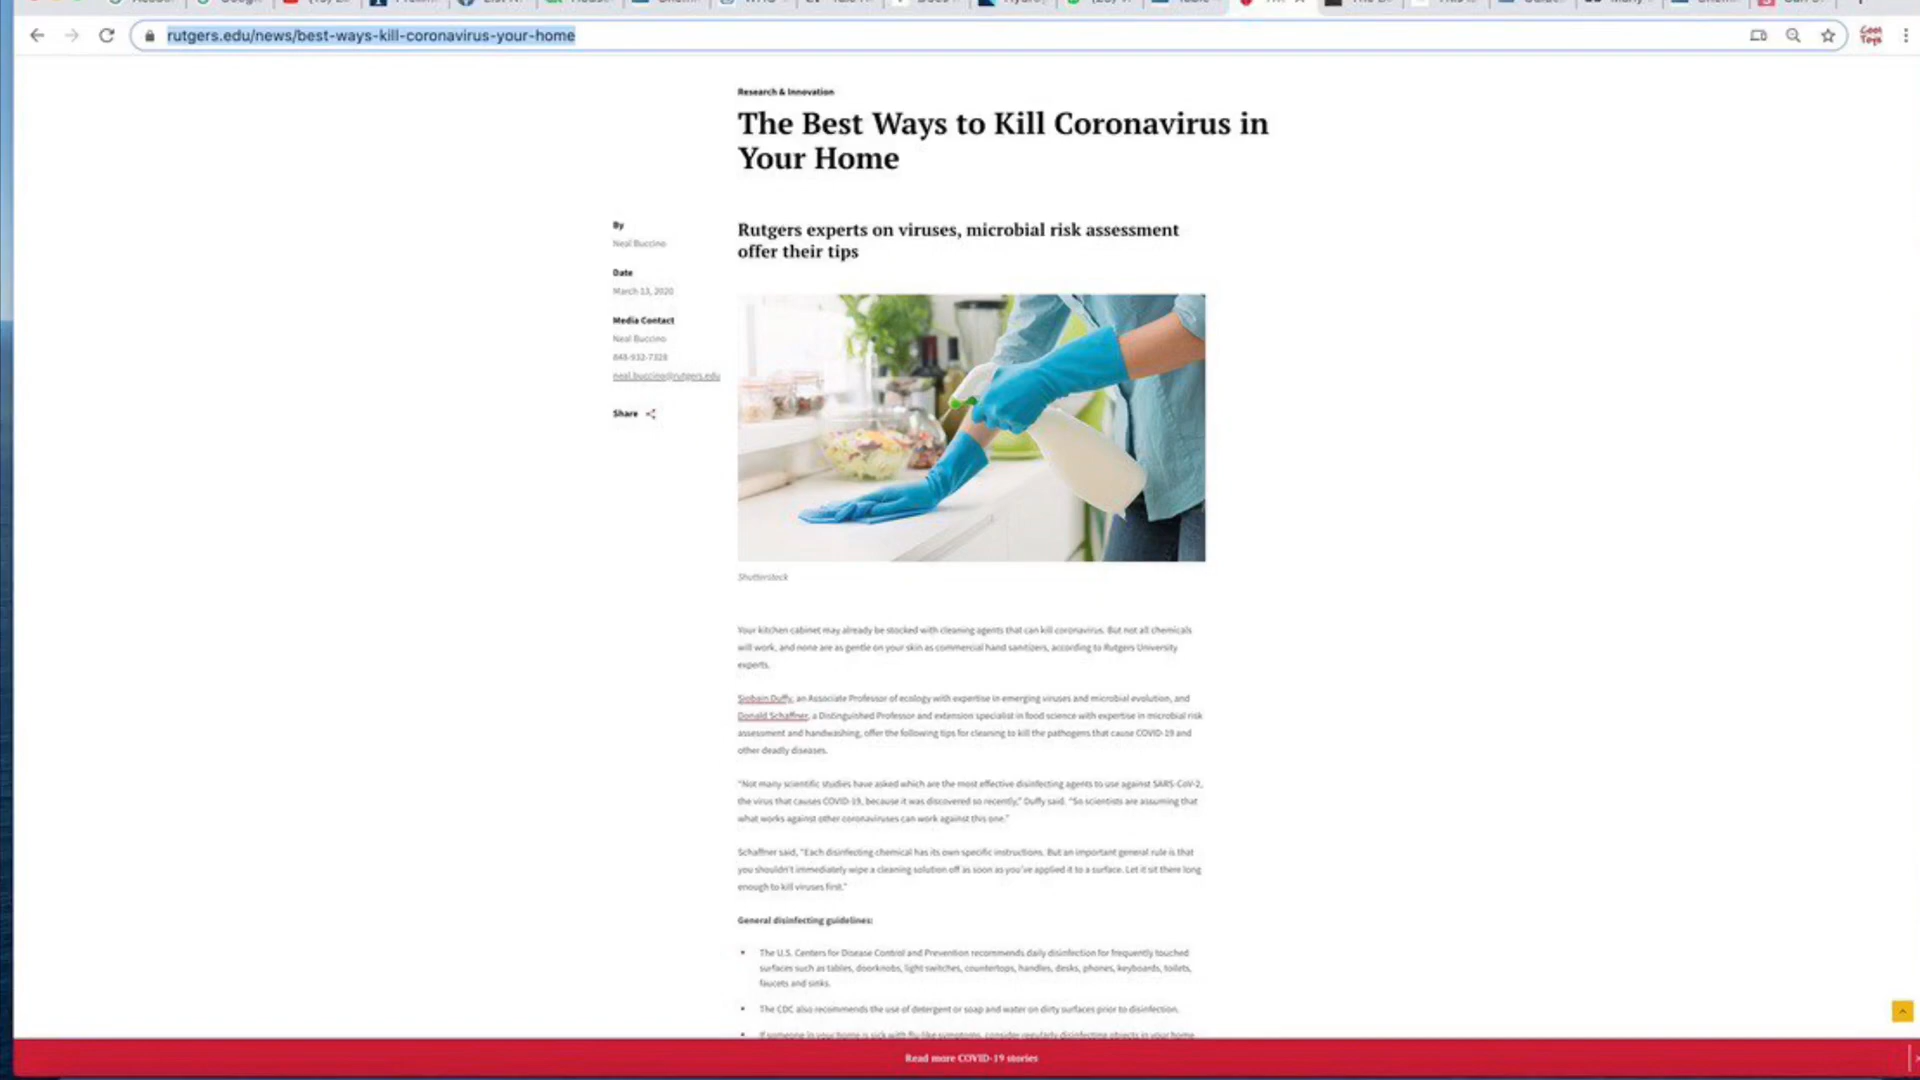 rutgers.edu/news/best-ways-kill-coronavirus-your-home
Cool
Toys
Research & Innovation
The Best Ways to Kill Coronavirus in
Your Home
Rutgers experts on viruses, microbial risk assessment
offer their tips
By
Neal Buccino
Date
March 13, 2020
Media Contact
Neal Buccino
848-932-7328
neal.buccino@rutgers.edu
Share
Shutterstock
Your kitchen cabinet may already be stocked with cleaning agents that can kill coronavirus. But not all chemicals
will work, and none are as gentle on your skin as commercial hand sanitizers, according to Rutgers University
experts.
Siobain Duffy, an Associate Professor of ecology with expertise in emerging viruses and microbial evolution, and
Donald Schaffner, a Distinguished Professor and extension specialist in food science with expertise in microbial risk
assessment and handwashing, offer the following tips for cleaning to kill the pathogens that cause COVID-19 and
other deadly diseases.
"Not many scientific studies have asked which are the most effective disinfecting agents to use against SARS-CoV-2,
the virus that causes COVID-19, because it was discovered so recently," Duffy said. "So scientists are assuming that
what works against other coronaviruses can work against this one."
Schaffner said, "Each disinfecting chemical has its own specific instructions. But an important general rule is that
you shouldn't immediately wipe a cleaning solution off as soon as you've applied it to a surface. Let it sit there long
enough to kill viruses first."
General disinfecting guidelines:
• The U.S. Centers for Disease Control and Prevention recommends daily disinfection for frequently touched
surfaces such as tables, doorknobs, light switches, countertops, handles, desks, phones, keyboards, toilets,
faucets and sinks.
• The CDC also recommends the use of detergent or soap and water on dirty surfaces prior to disinfection.
• If someone in your home is sick with flu-like symptoms, consider regularly disinfecting objects in your home
Read more COVID-19 stories